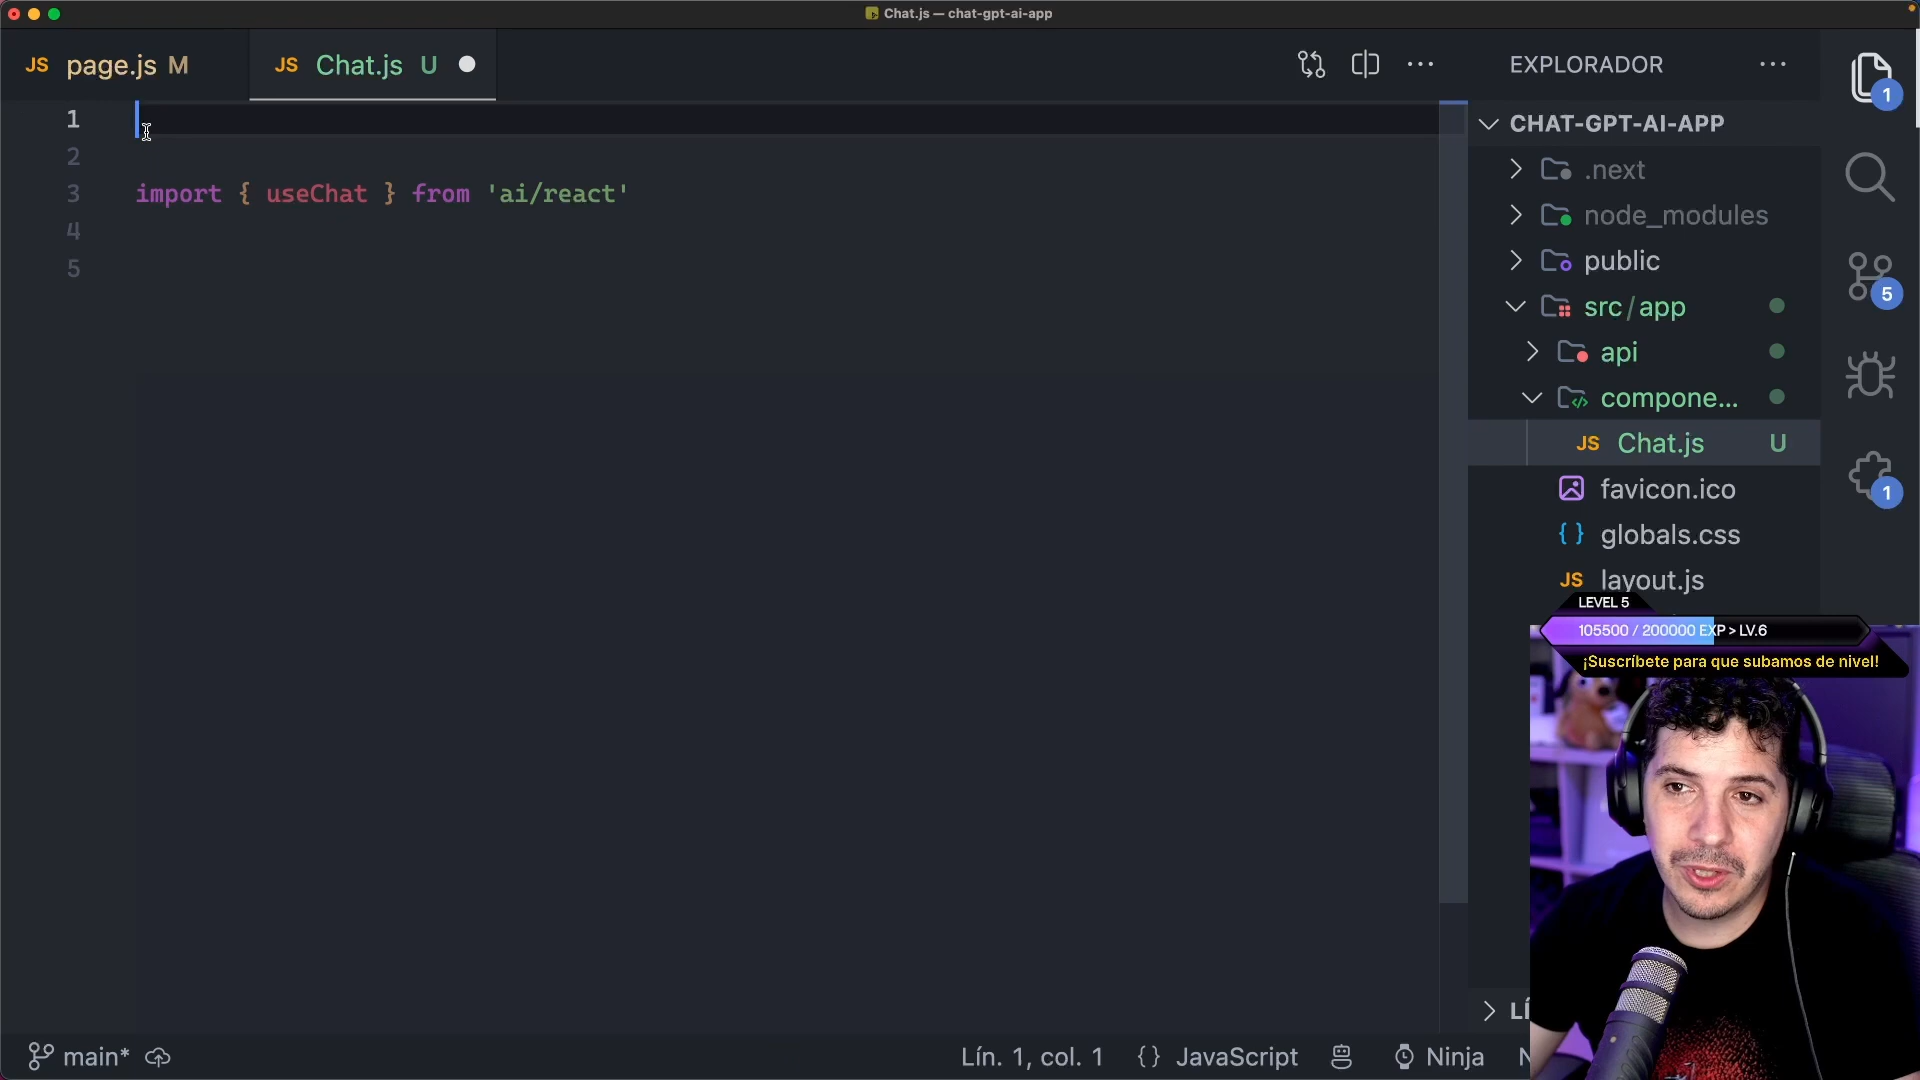 Chat.js — chat-gpt-ai-app
JS page.js M
JS Chat.js U
EXPLORADOR
1
2
3 import { useChat } from 'ai/react'
4
5
CHAT-GPT-AI-APP
.next
node_modules
public
src/app
api
compone...
JS Chat.js U
favicon.ico
{ } globals.css
JS layout.js
1
5
1
LEVEL 5
105500 / 200000 EXP > LV.6
¡Suscríbete para que subamos de nivel!
main*
Lín. 1, col. 1
{} JavaScript
Ninja